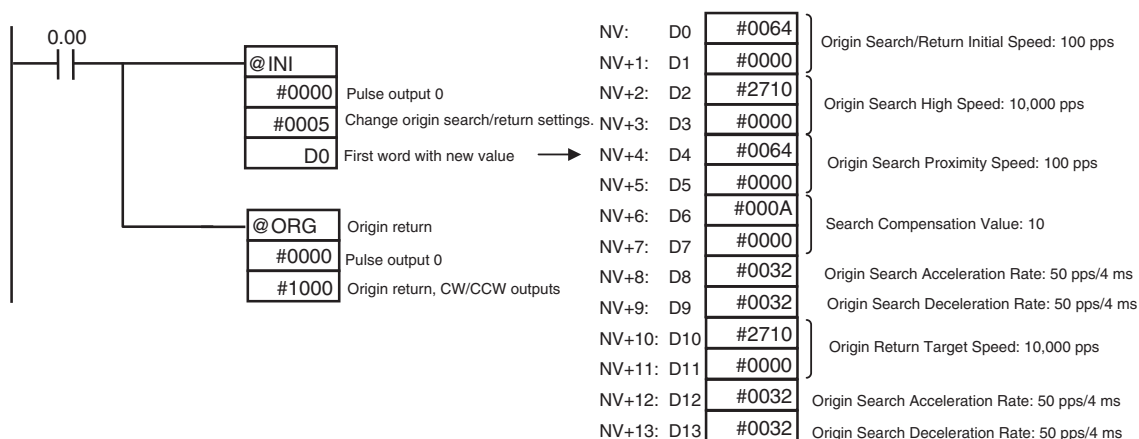 0.00
@INI
#0000 Pulse output 0
#0005 Change origin search/return settings.
D0 First word with new value
@ORG Origin return
#0000 Pulse output 0
#1000 Origin return, CW/CCW outputs
NV: D0 #0064
NV+1: D1 #0000
Origin Search/Return Initial Speed: 100 pps
NV+2: D2 #2710
NV+3: D3 #0000
Origin Search High Speed: 10,000 pps
NV+4: D4 #0064
NV+5: D5 #0000
Origin Search Proximity Speed: 100 pps
NV+6: D6 #000A
NV+7: D7 #0000
Search Compensation Value: 10
NV+8: D8 #0032 Origin Search Acceleration Rate: 50 pps/4 ms
NV+9: D9 #0032 Origin Search Deceleration Rate: 50 pps/4 ms
NV+10: D10 #2710
NV+11: D11 #0000
Origin Return Target Speed: 10,000 pps
NV+12: D12 #0032 Origin Search Acceleration Rate: 50 pps/4 ms
NV+13: D13 #0032 Origin Search Deceleration Rate: 50 pps/4 ms